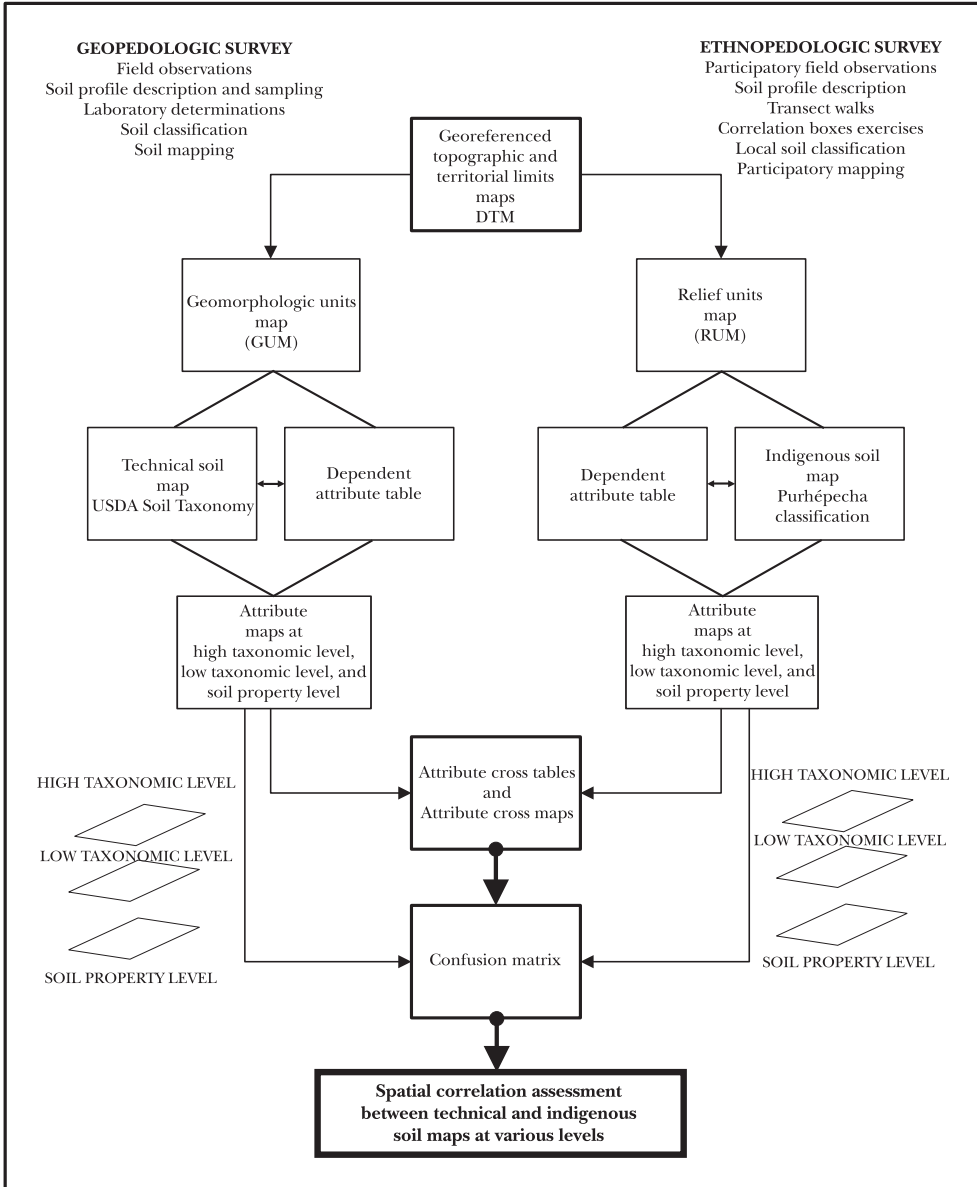 GEOPEDOLOGIC SURVEY
Field observations
Soil profile description and sampling
Laboratory determinations
Soil classification
Soil mapping
ETHNOPEDOLOGIC SURVEY
Participatory field observations
Soil profile description
Transect walks
Correlation boxes exercises
Local soil classification
Participatory mapping
Georeferenced
topographic and
territorial limits
maps
DTM
Geomorphologic units
map
(GUM)
Relief units
map
(RUM)
Technical soil
map
USDA Soil Taxonomy
Dependent
attribute table
Dependent
attribute table
Indigenous soil
map
Purhépecha
classification
Attribute
maps at
high taxonomic level,
low taxonomic level, and
soil property level
Attribute
maps at
high taxonomic level,
low taxonomic level, and
soil property level
HIGH TAXONOMIC LEVEL
LOW TAXONOMIC LEVEL
SOIL PROPERTY LEVEL
Attribute cross tables
and
Attribute cross maps
Confusion matrix
HIGH TAXONOMIC LEVEL
LOW TAXONOMIC LEVEL
SOIL PROPERTY LEVEL
Spatial correlation assessment
between technical and indigenous
soil maps at various levels